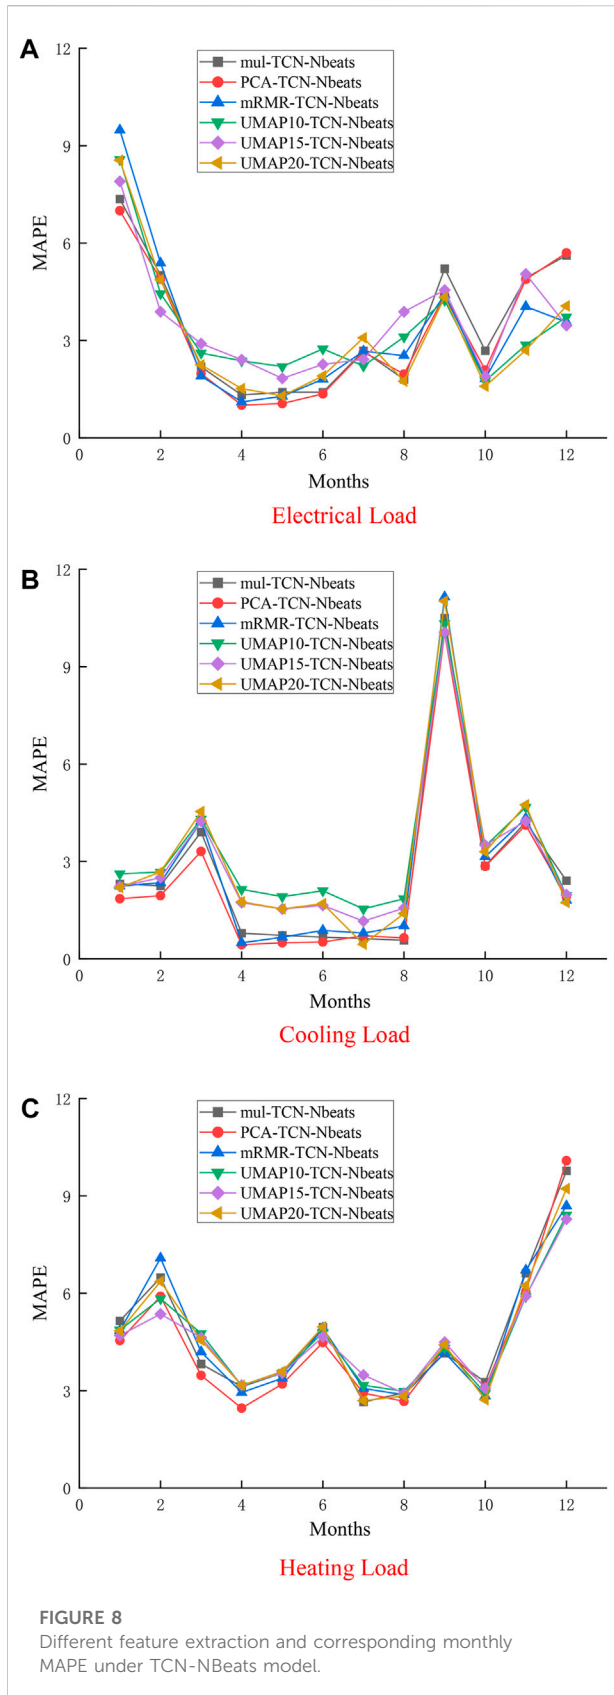 A
12
9
6
3
0
MAPE
mul-TCN-Nbeats
PCA-TCN-Nbeats
mRMR-TCN-Nbeats
UMAP10-TCN-Nbeats
UMAP15-TCN-Nbeats
UMAP20-TCN-Nbeats
0 2 4 6 8 10 12
Months
Electrical Load
B
12
9
6
3
0
MAPE
mul-TCN-Nbeats
PCA-TCN-Nbeats
mRMR-TCN-Nbeats
UMAP10-TCN-Nbeats
UMAP15-TCN-Nbeats
UMAP20-TCN-Nbeats
0 2 4 6 8 10 12
Months
Cooling Load
C
12
9
6
3
0
MAPE
mul-TCN-Nbeats
PCA-TCN-Nbeats
mRMR-TCN-Nbeats
UMAP10-TCN-Nbeats
UMAP15-TCN-Nbeats
UMAP20-TCN-Nbeats
0 2 4 6 8 10 12
Months
Heating Load
FIGURE 8
Different feature extraction and corresponding monthly
MAPE under TCN-NBeats model.